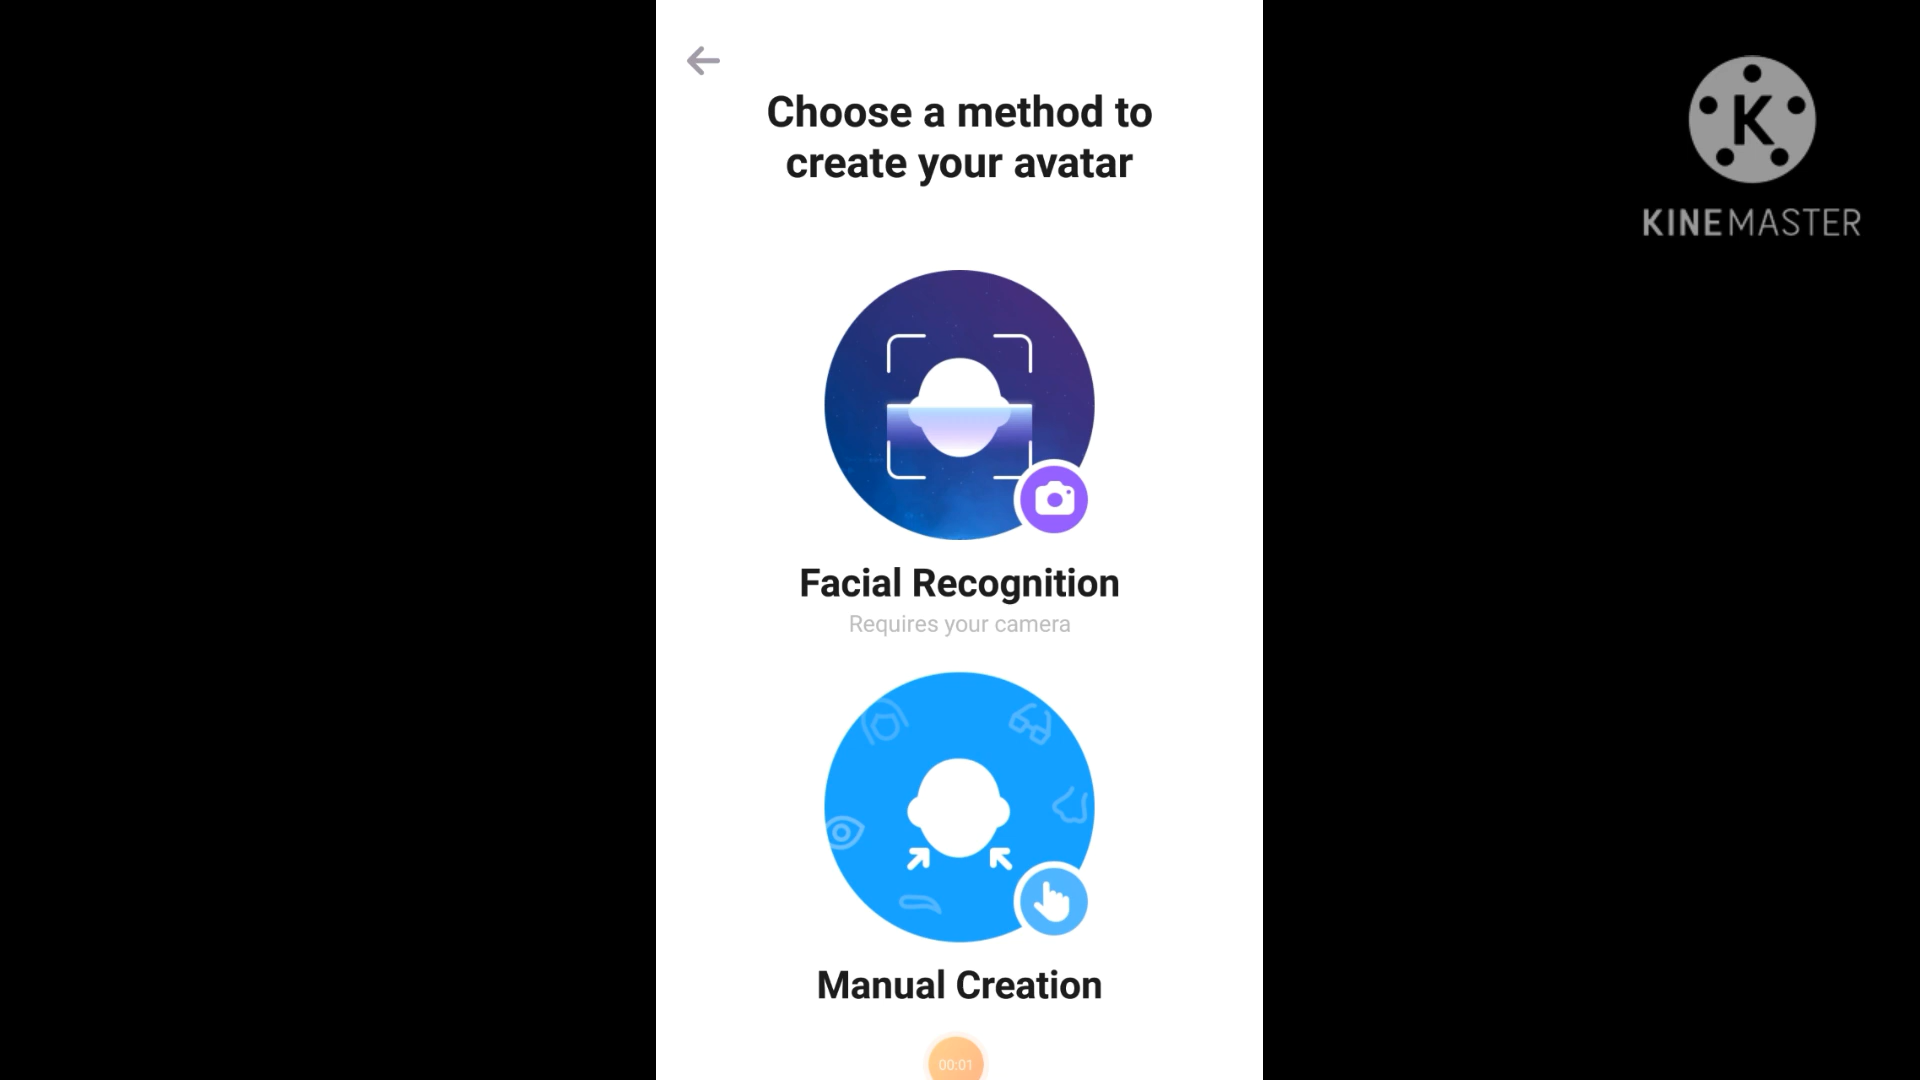 Choose a method to
create your avatar
K
KINEMASTER
Facial Recognition
Requires your camera
Manual Creation
00:01